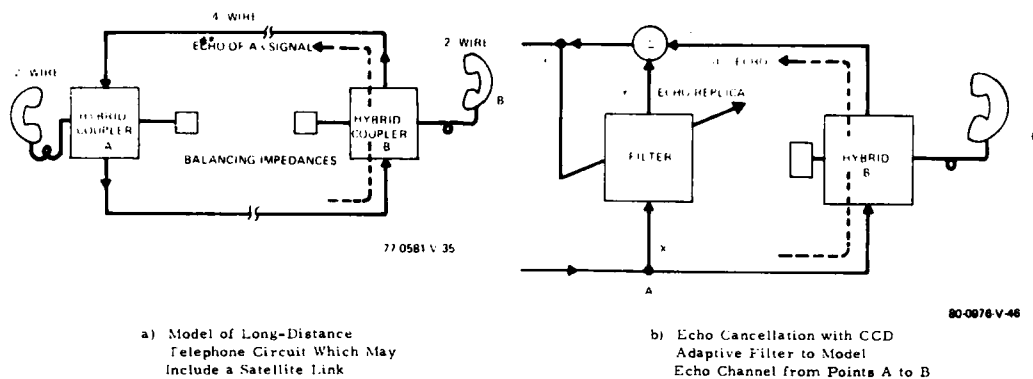 4 WIRE
ECHO OF A's SIGNAL
2 WIRE
2 WIRE
B
HYBRID
COUPLER
A
HYBRID
COUPLER
B
BALANCING IMPEDANCES
77 0581 V 35
a) Model of Long-Distance
Telephone Circuit Which May
Include a Satellite Link
Σ
ECHO
Y
ECHO REPLICA
FILTER
HYBRID
B
X
A
80-0976-V-46
b) Echo Cancellation with CCD
Adaptive Filter to Model
Echo Channel from Points A to B